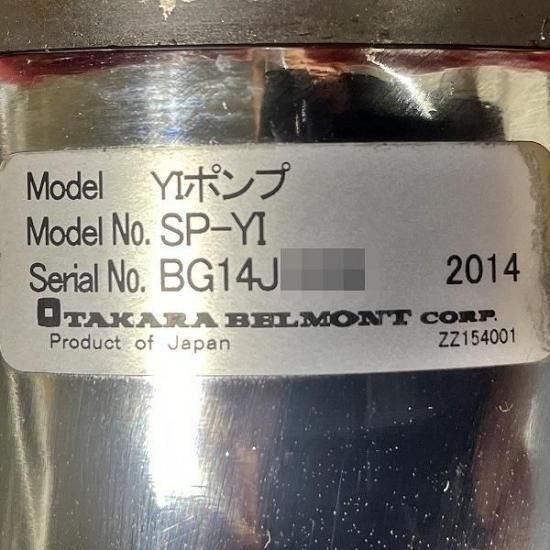 Model YIポンプ
Model No. SP-YI
Serial No. BG14J 2014
TAKARA BELMONT CORP.
Product of Japan ZZ154001